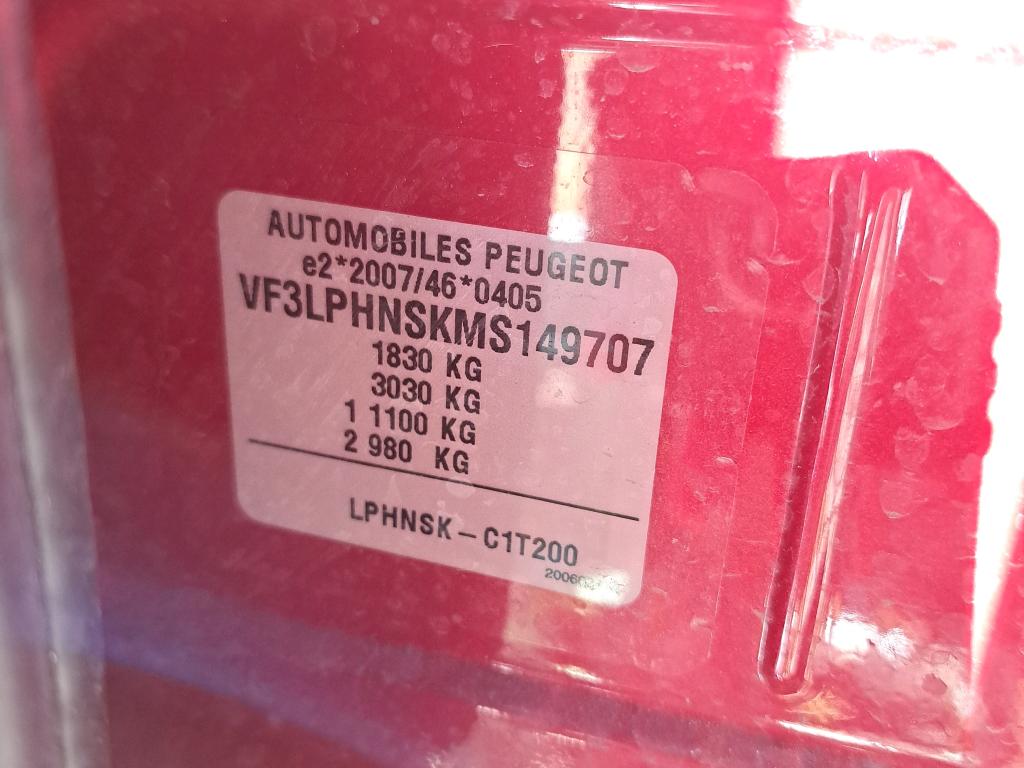 AUTOMOBILES PEUGEOT
e2*2007/46*0405
VF3LPHNSKMS149707
1830 KG
3030 KG
1 1100 KG
2 980 KG
LPHNSK – C1T200